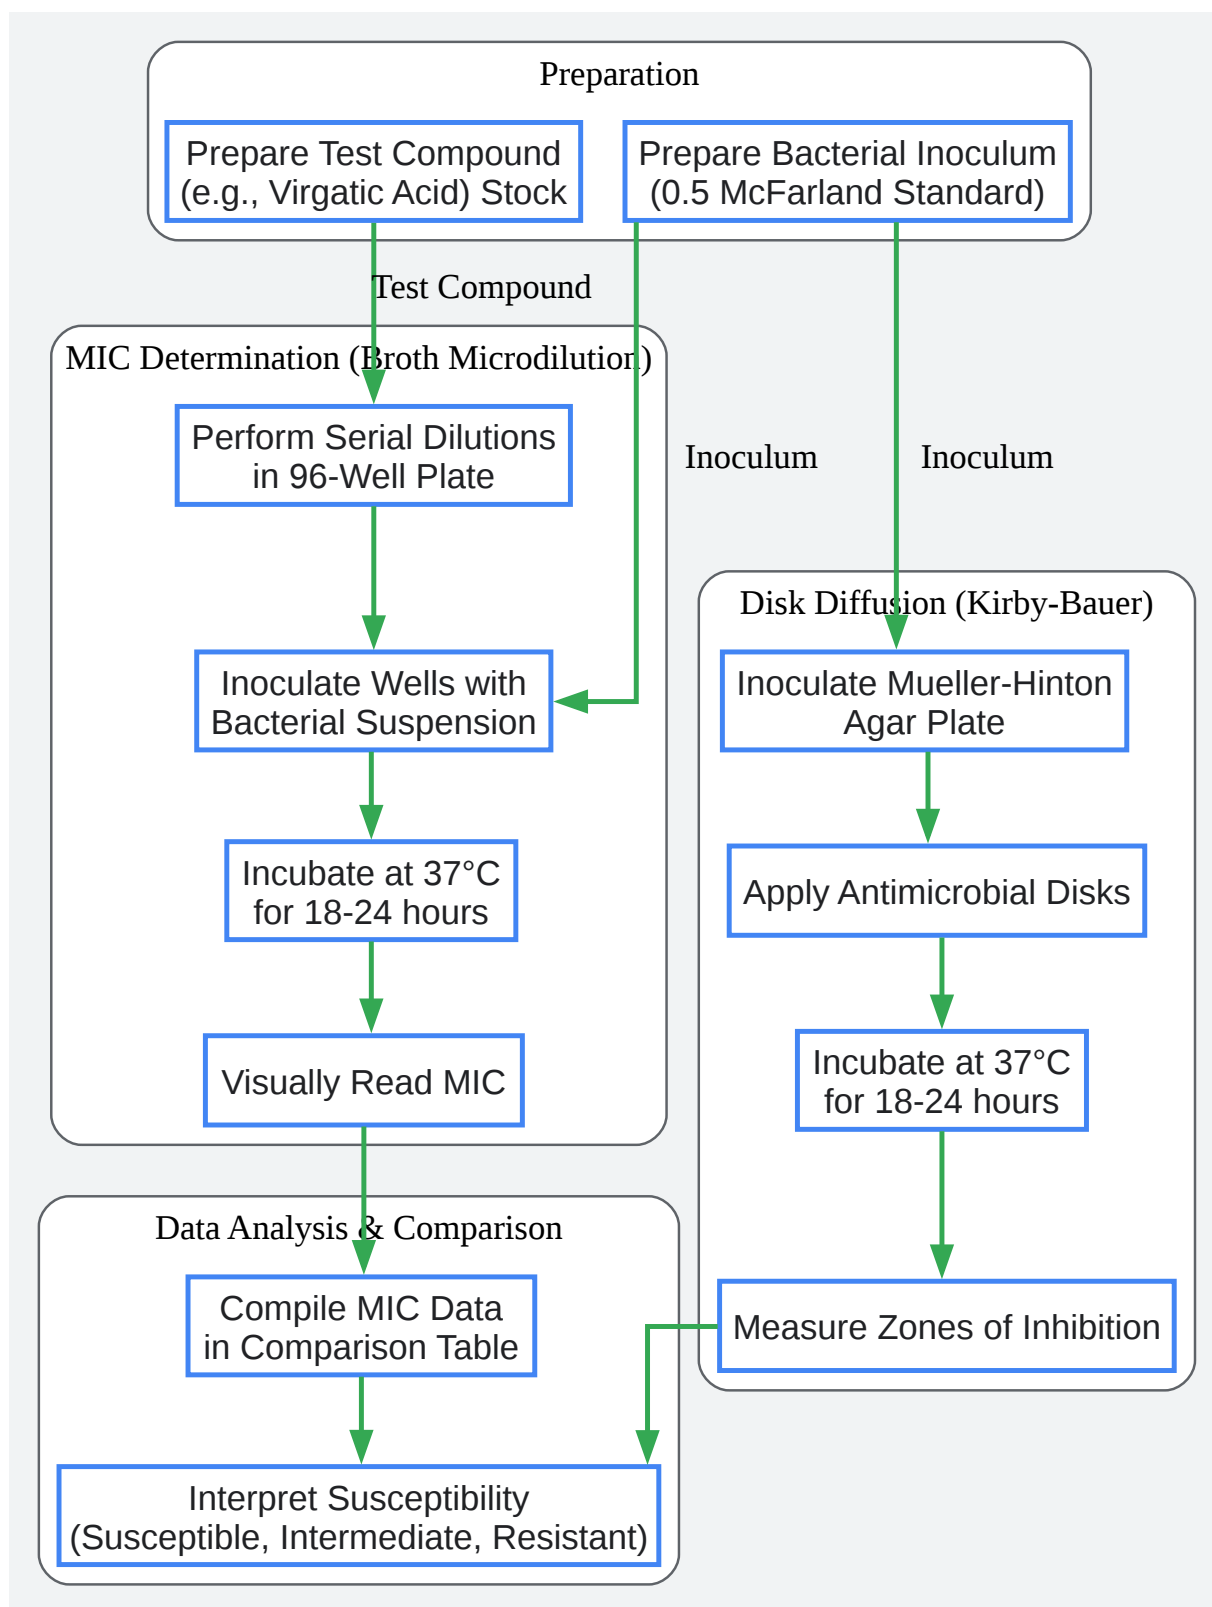 Preparation
Prepare Test Compound
(e.g., Virgatic Acid) Stock
Prepare Bacterial Inoculum
(0.5 McFarland Standard)
Test Compound
MIC Determination (Broth Microdilution)
Perform Serial Dilutions
in 96-Well Plate
Inoculum
Inoculum
Inoculate Wells with
Bacterial Suspension
Incubate at 37°C
for 18-24 hours
Visually Read MIC
Disk Diffusion (Kirby-Bauer)
Inoculate Mueller-Hinton
Agar Plate
Apply Antimicrobial Disks
Incubate at 37°C
for 18-24 hours
Measure Zones of Inhibition
Data Analysis & Comparison
Compile MIC Data
in Comparison Table
Interpret Susceptibility
(Susceptible, Intermediate, Resistant)